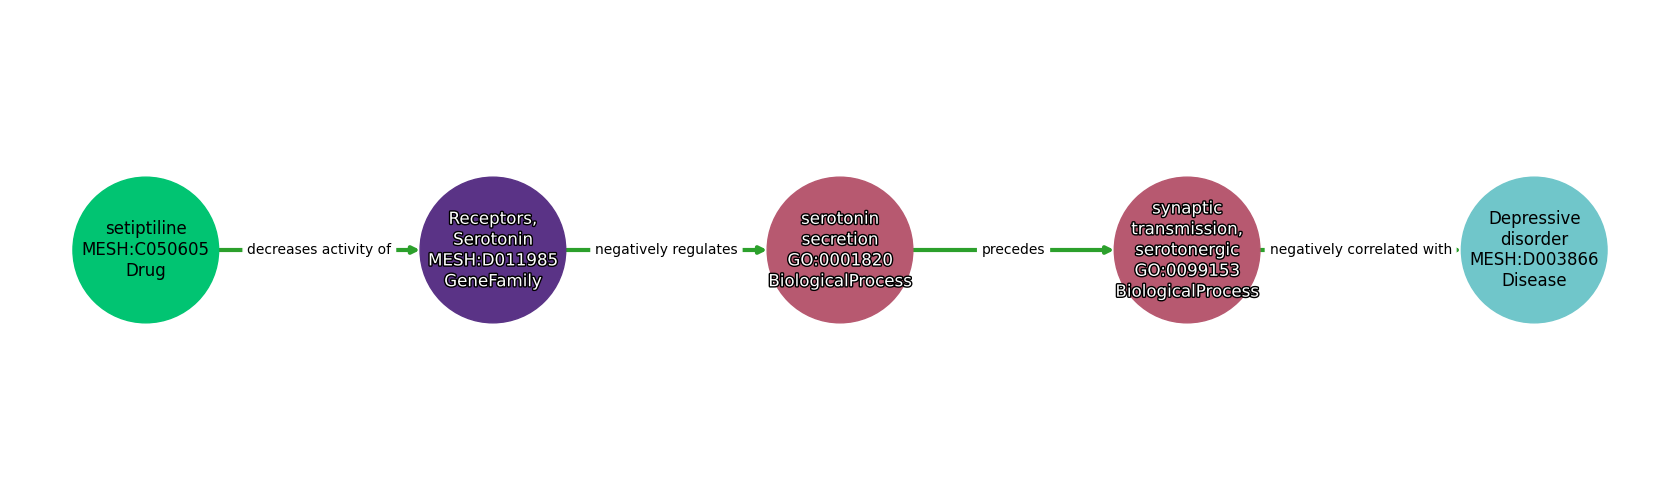 setiptiline
MESH:C050605
Drug
decreases activity of
Receptors,
Serotonin
MESH:D011985
GeneFamily
negatively regulates
serotonin
secretion
GO:0001820
BiologicalProcess
precedes
synaptic
transmission,
serotonergic
GO:0099153
BiologicalProcess
negatively correlated with
Depressive
disorder
MESH:D003866
Disease